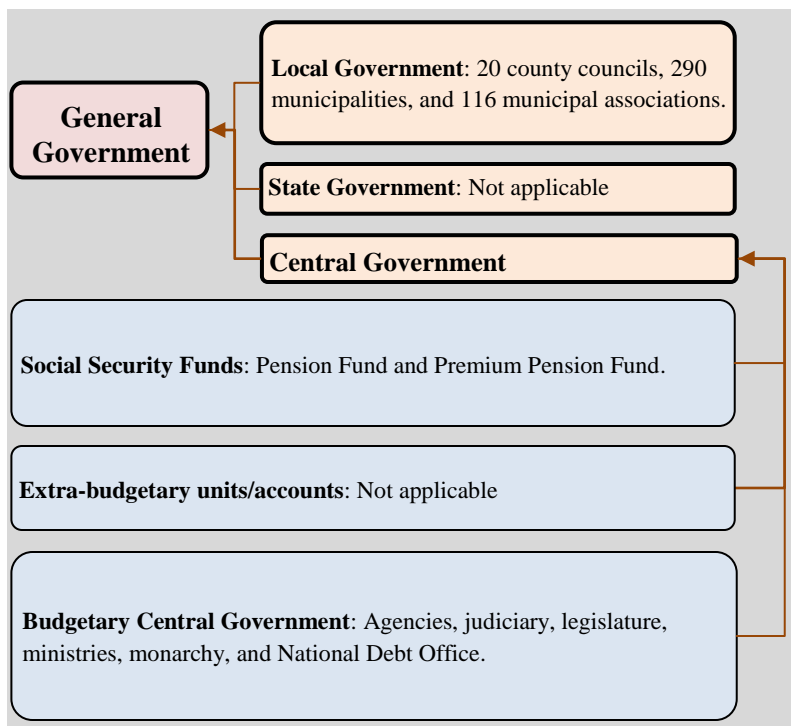 General
Government
Local Government: 20 county councils, 290
municipalities, and 116 municipal associations.
State Government: Not applicable
Central Government
Social Security Funds: Pension Fund and Premium Pension Fund.
Extra-budgetary units/accounts: Not applicable
Budgetary Central Government: Agencies, judiciary, legislature,
ministries, monarchy, and National Debt Office.